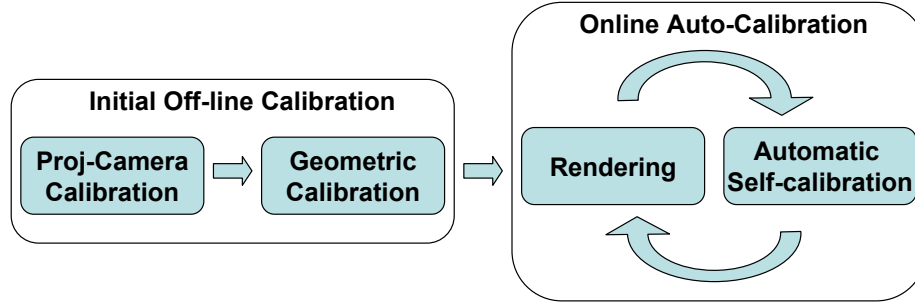 Initial Off-line Calibration
Proj-Camera
Calibration
Geometric
Calibration
Online Auto-Calibration
Rendering
Automatic
Self-calibration